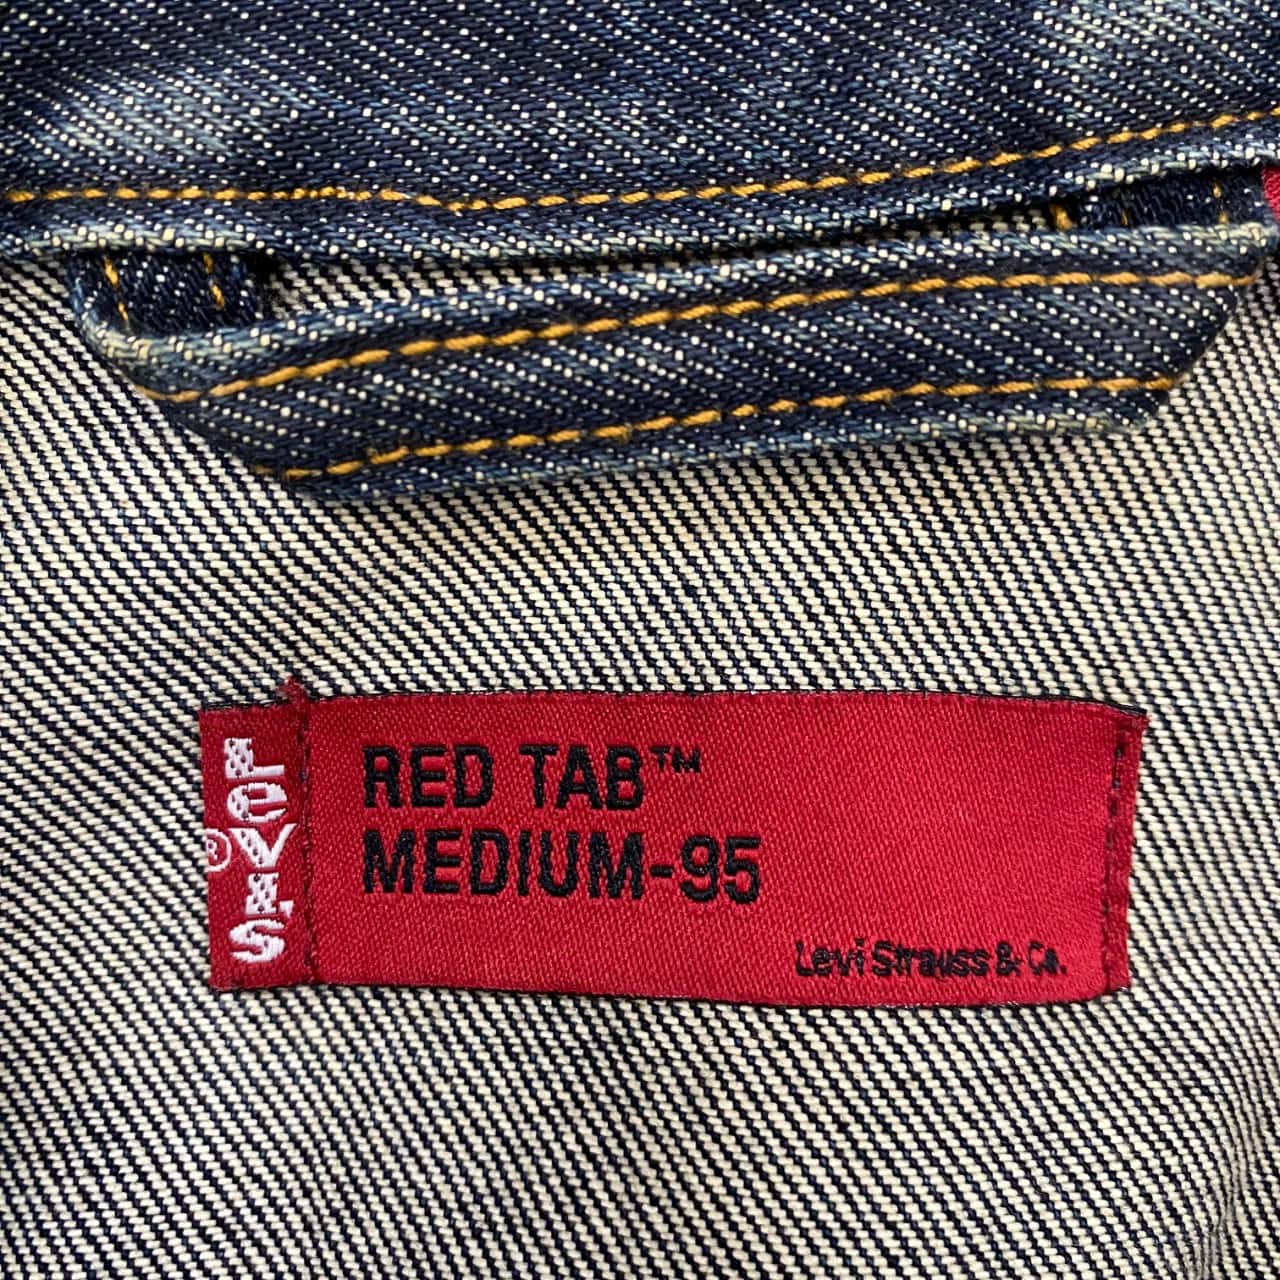 LEVI'S
®
RED TAB™
MEDIUM-95
Levi Strauss & Co.